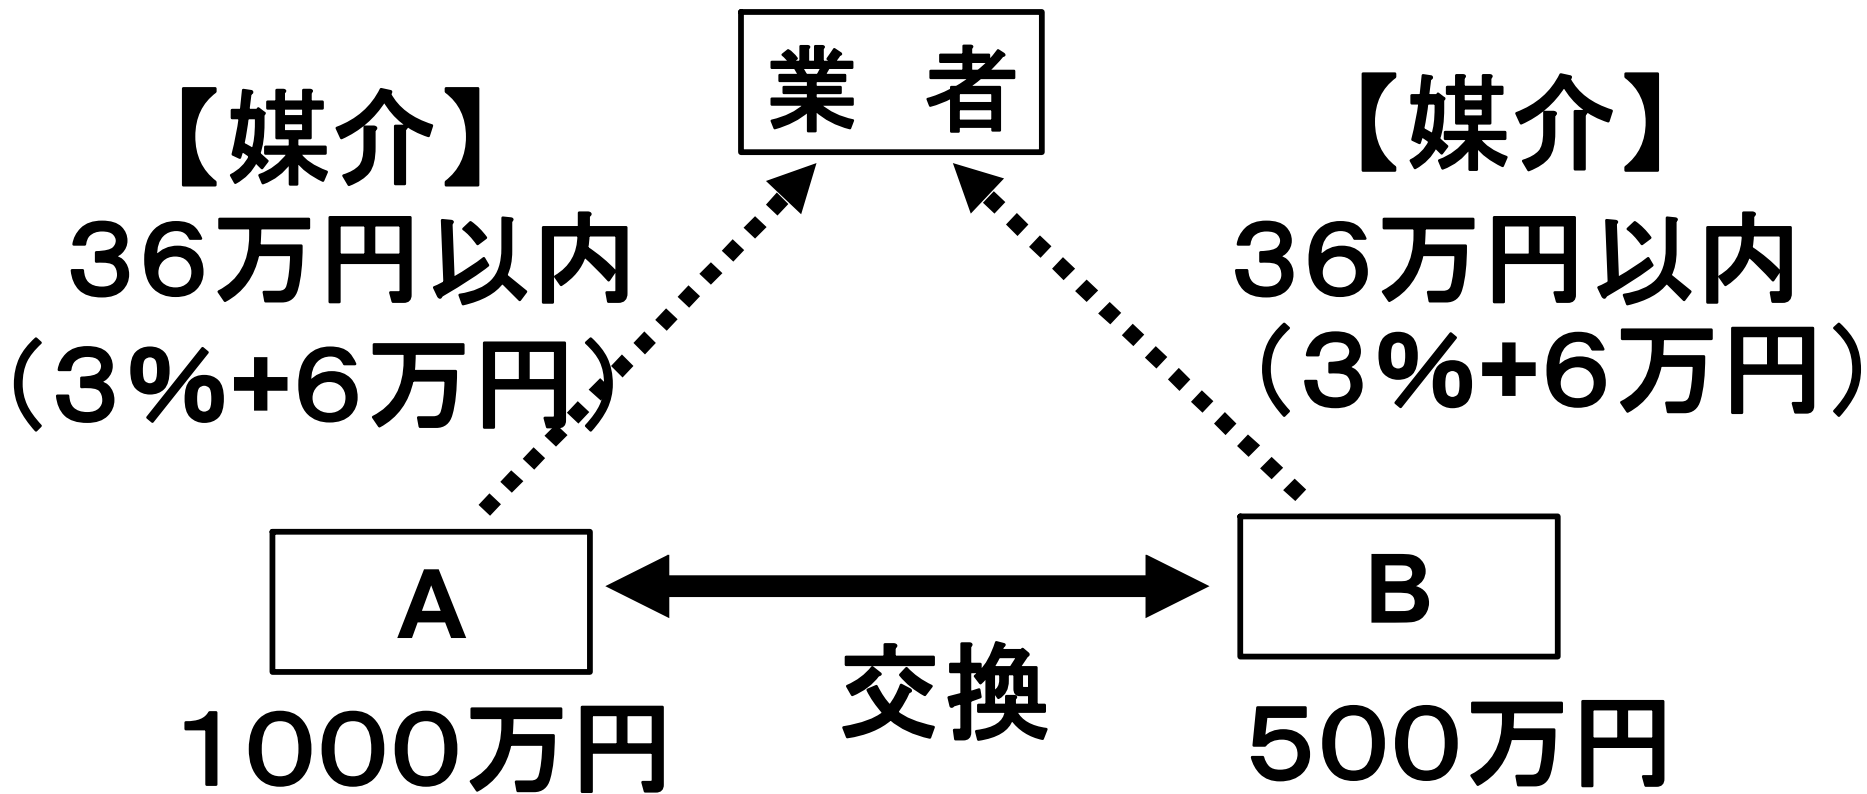 業 者
【媒介】
36万円以内
(3%+6万円)
【媒介】
36万円以内
(3%+6万円)
A
1000万円
交換
B
500万円